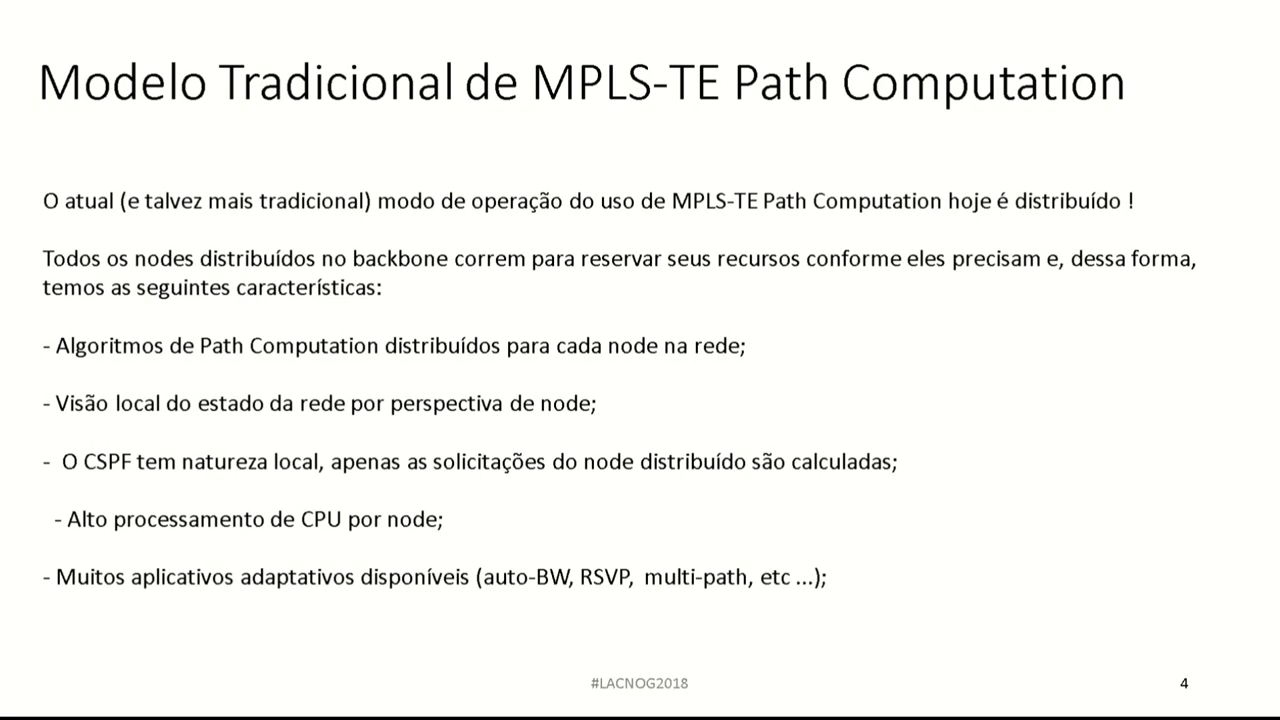 Modelo Tradicional de MPLS-TE Path Computation
O atual (e talvez mais tradicional) modo de operação do uso de MPLS-TE Path Computation hoje é distribuído !
Todos os nodes distribuídos no backbone correm para reservar seus recursos conforme eles precisam e, dessa forma,
temos as seguintes características:
- Algoritmos de Path Computation distribuídos para cada node na rede;
- Visão local do estado da rede por perspectiva de node;
- O CSPF tem natureza local, apenas as solicitações do node distribuído são calculadas;
- Alto processamento de CPU por node;
- Muitos aplicativos adaptativos disponíveis (auto-BW, RSVP, multi-path, etc ...);
#LACNOG2018
4